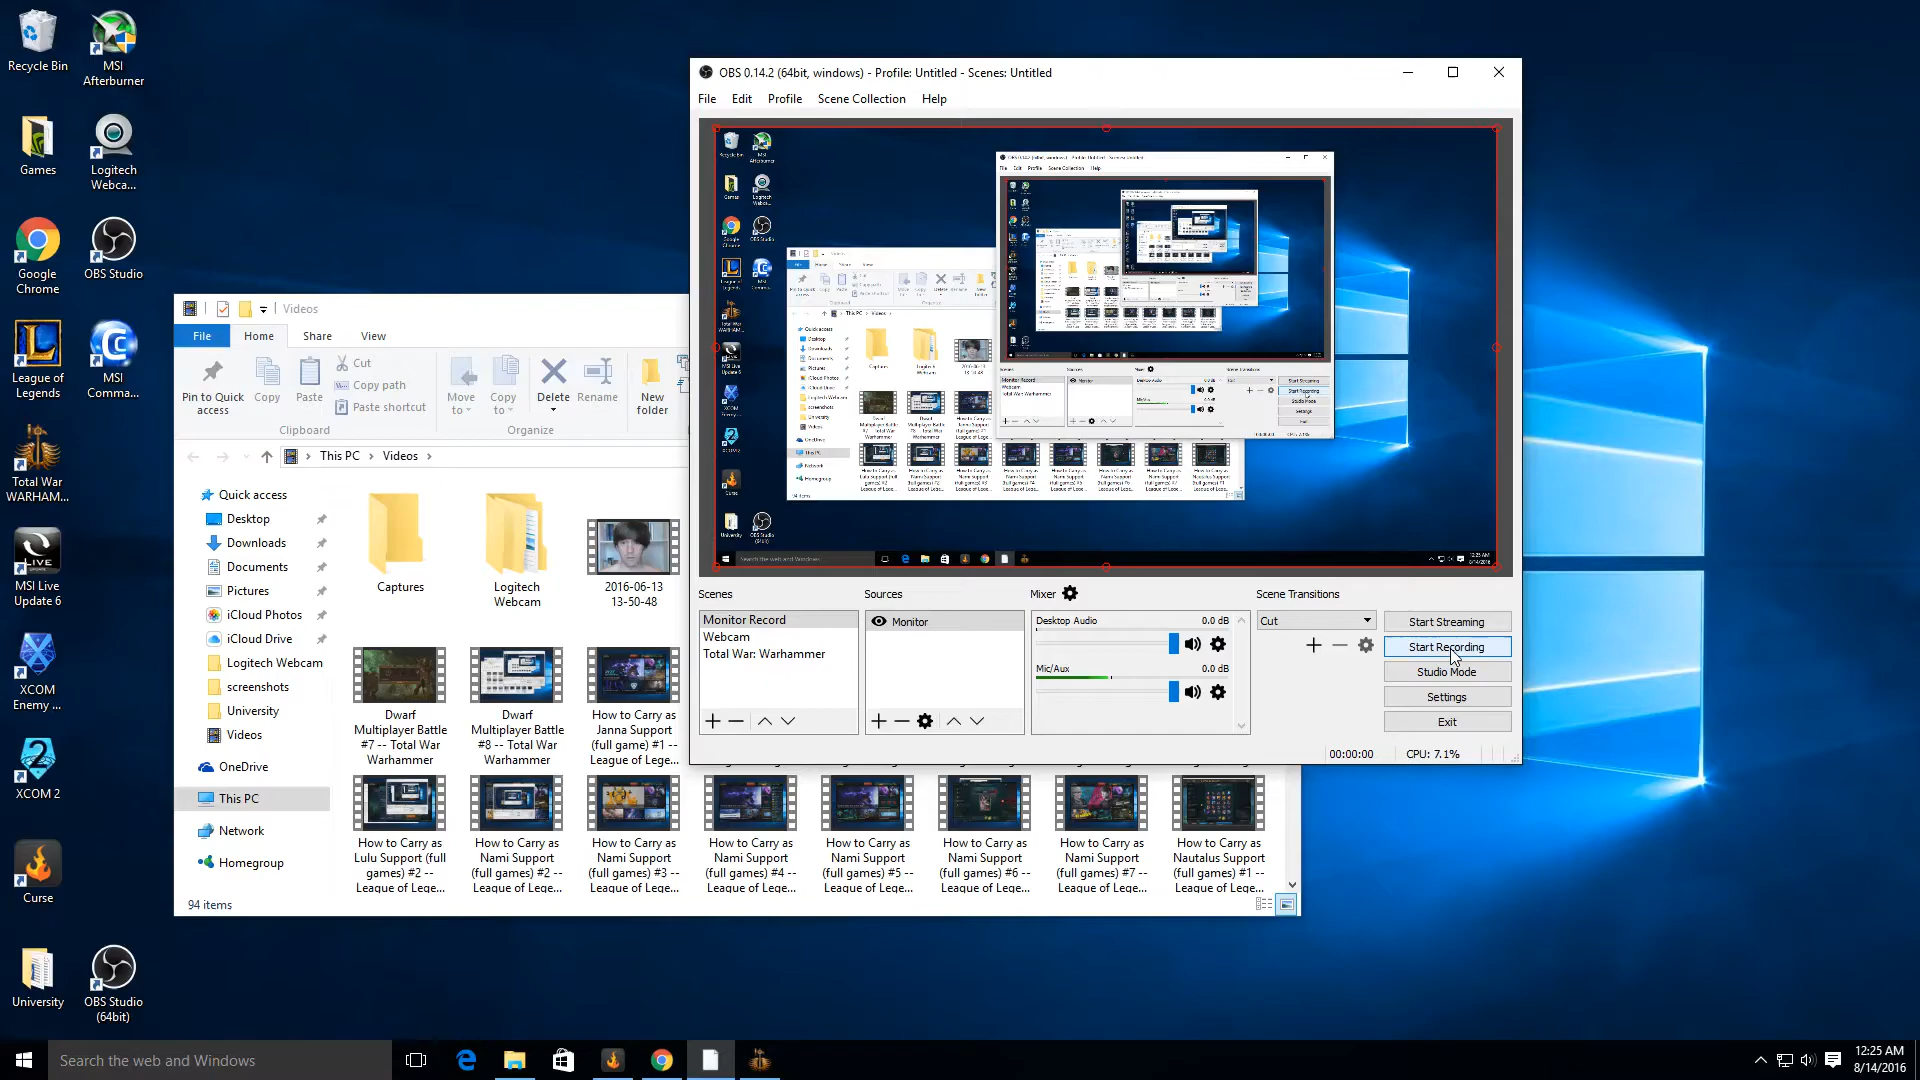 Recycle Bin
MSI
Afterburner
Games
Logitech
Webca...
Google
Chrome
OBS Studio
League of
Legends
MSI
Comma...
Total War
WARHAM...
MSI Live
Update 6
XCOM
Enemy ...
XCOM 2
Curse
University
OBS Studio
(64bit)
Videos
File
Home
Share
View
Pin to Quick
access
Copy
Paste
Cut
Copy path
Paste shortcut
Clipboard
Move
to
Copy
to
Delete
Rename
Organize
New
folder
This PC
Videos
Quick access
Desktop
Downloads
Documents
Pictures
iCloud Photos
iCloud Drive
Logitech Webcam
screenshots
University
Videos
OneDrive
This PC
Network
Homegroup
Captures
Logitech
Webcam
2016-06-13
13-50-48
Dwarf
Multiplayer Battle
#7 -- Total War
Warhammer
Dwarf
Multiplayer Battle
#8 -- Total War
Warhammer
How to Carry as
Janna Support
(full game) #1 --
League of Lege...
How to Carry as
Lulu Support (full
games) #2 --
League of Lege...
How to Carry as
Nami Support
(full games) #2 --
League of Lege...
How to Carry as
Nami Support
(full games) #3 --
League of Lege...
How to Carry as
Nami Support
(full games) #4 --
League of Lege...
How to Carry as
Nami Support
(full games) #5 --
League of Lege...
How to Carry as
Nami Support
(full games) #6 --
League of Lege...
How to Carry as
Nami Support
(full games) #7 --
League of Lege...
How to Carry as
Nautalus Support
(full games) #1 --
League of Lege...
94 items
OBS 0.14.2 (64bit, windows) - Profile: Untitled - Scenes: Untitled
File Edit Profile Scene Collection Help
Scenes
Monitor Record
Webcam
Total War: Warhammer
Sources
Monitor
Mixer
Desktop Audio 0.0 dB
Mic/Aux 0.0 dB
Scene Transitions
Cut
Start Streaming
Start Recording
Studio Mode
Settings
Exit
00:00:00
CPU: 7.1%
Search the web and Windows
12:25 AM
8/14/2016